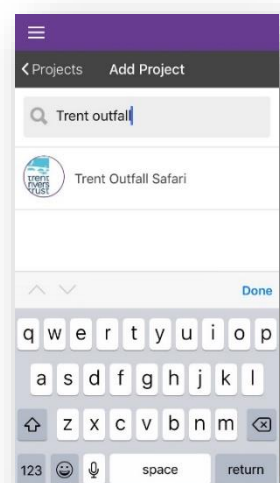 Projects Add Project
Trent outfall
trent rivers trust
Trent Outfall Safari
Done
q w e r t y u i o p
a s d f g h j k l
z x c v b n m
123 space return